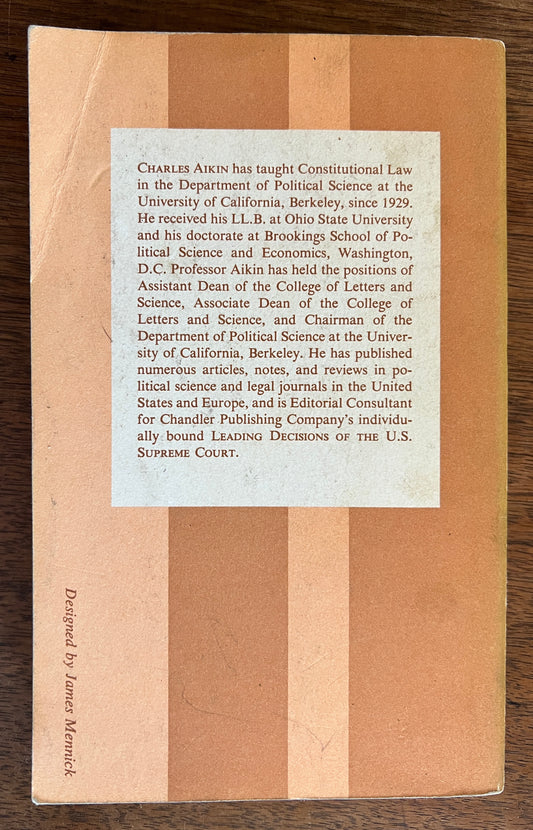 CHARLES AIKIN has taught Constitutional Law
in the Department of Political Science at the
University of California, Berkeley, since 1929.
He received his LL.B. at Ohio State University
and his doctorate at Brookings School of Po-
litical Science and Economics, Washington,
D.C. Professor Aikin has held the positions of
Assistant Dean of the College of Letters and
Science, Associate Dean of the College of
Letters and Science, and Chairman of the
Department of Political Science at the Univer-
sity of California, Berkeley. He has published
numerous articles, notes, and reviews in po-
litical science and legal journals in the United
States and Europe, and is Editorial Consultant
for Chandler Publishing Company's individu-
ally bound LEADING DECISIONS OF THE U.S.
SUPREME COURT.
Designed by James Mennick